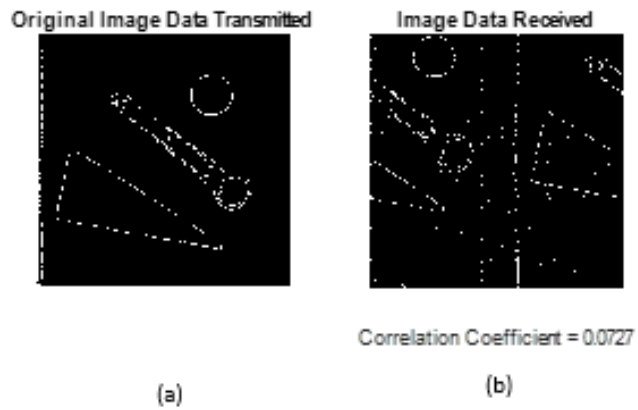 Original Image Data Transmitted
Image Data Received
Correlation Coefficient = 0.0727
(a)
(b)